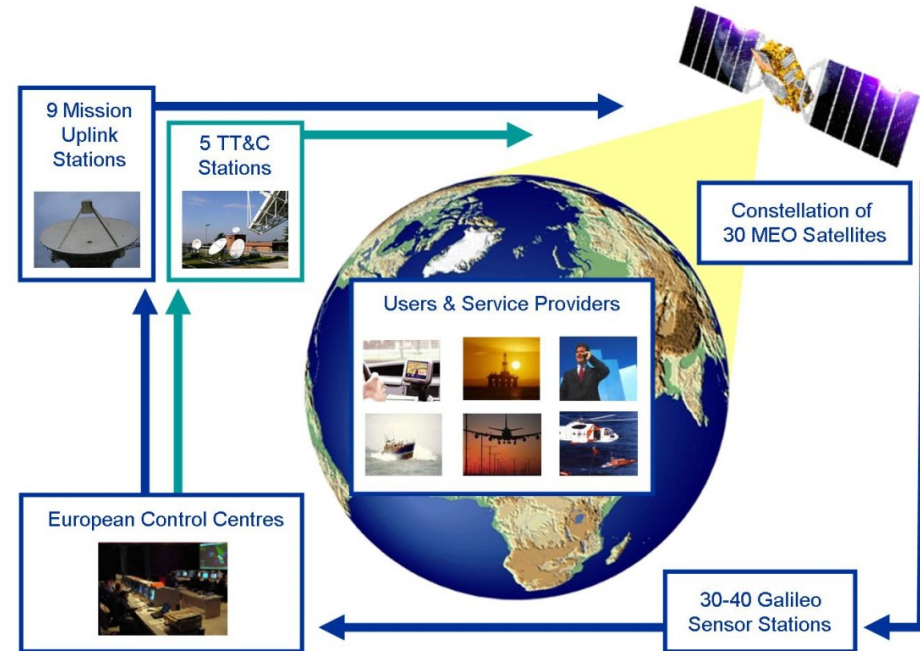 9 Mission
Uplink
Stations
5 TT&C
Stations
Constellation of
30 MEO Satellites
Users & Service Providers
European Control Centres
30-40 Galileo
Sensor Stations